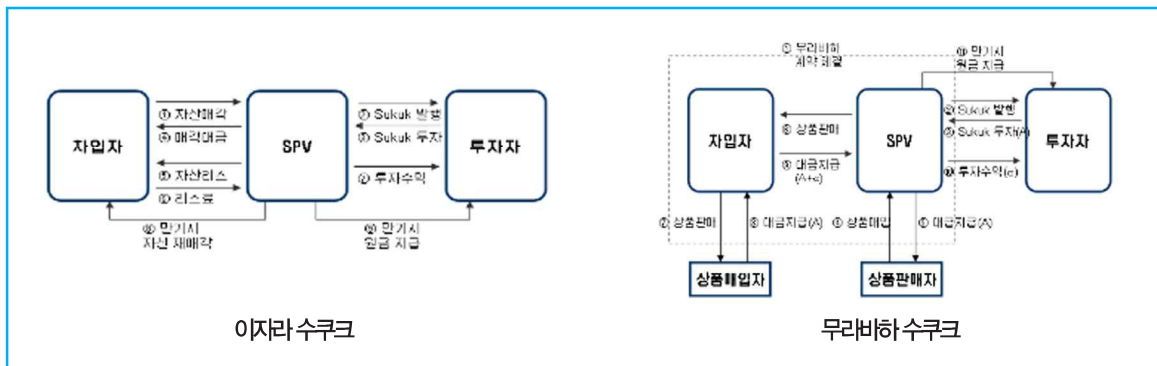 자입자
SPV
투자자
① 자산매각
④ 매각대금
⑤ 자산리스
⑥ 리스료
② Sukuk 발행
③ Sukuk 투자
⑦ 투자수익
⑧ 만기시
자산 재매각
⑨ 만기시
원금 지급
이자라 수쿠크
① 무라바하
계약 체결
⑪ 만기시
원금 지급
자입자
SPV
투자자
⑥ 상품판매
⑨ 대금지급
(A+α)
② Sukuk 발행
③ Sukuk 투자(A)
⑩ 투자수익(α)
⑦ 상품판매
⑧ 대금지급(A)
상품매입
대금지급(A)
상품매입자
상품판매자
무라바하 수쿠크